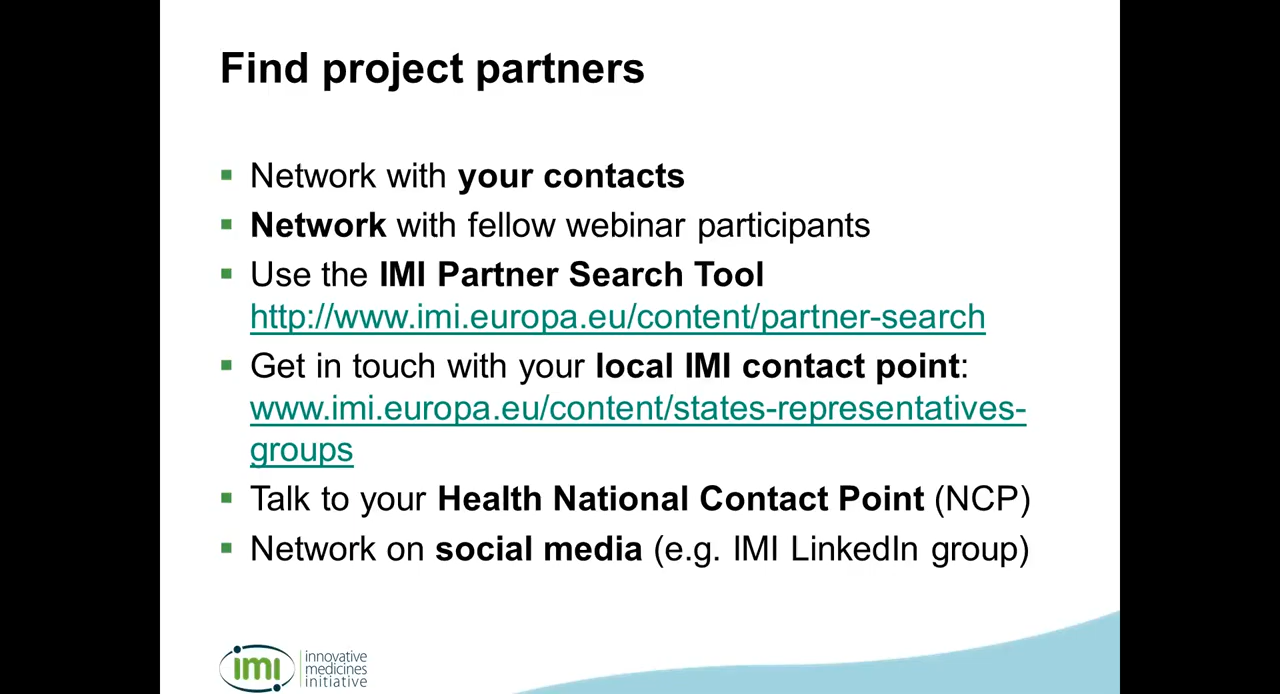 Find project partners
Network with your contacts
Network with fellow webinar participants
Use the IMI Partner Search Tool
http://www.imi.europa.eu/content/partner-search
Get in touch with your local IMI contact point:
www.imi.europa.eu/content/states-representatives-
groups
Talk to your Health National Contact Point (NCP)
Network on social media (e.g. IMI LinkedIn group)
imi
innovative
medicines
initiative